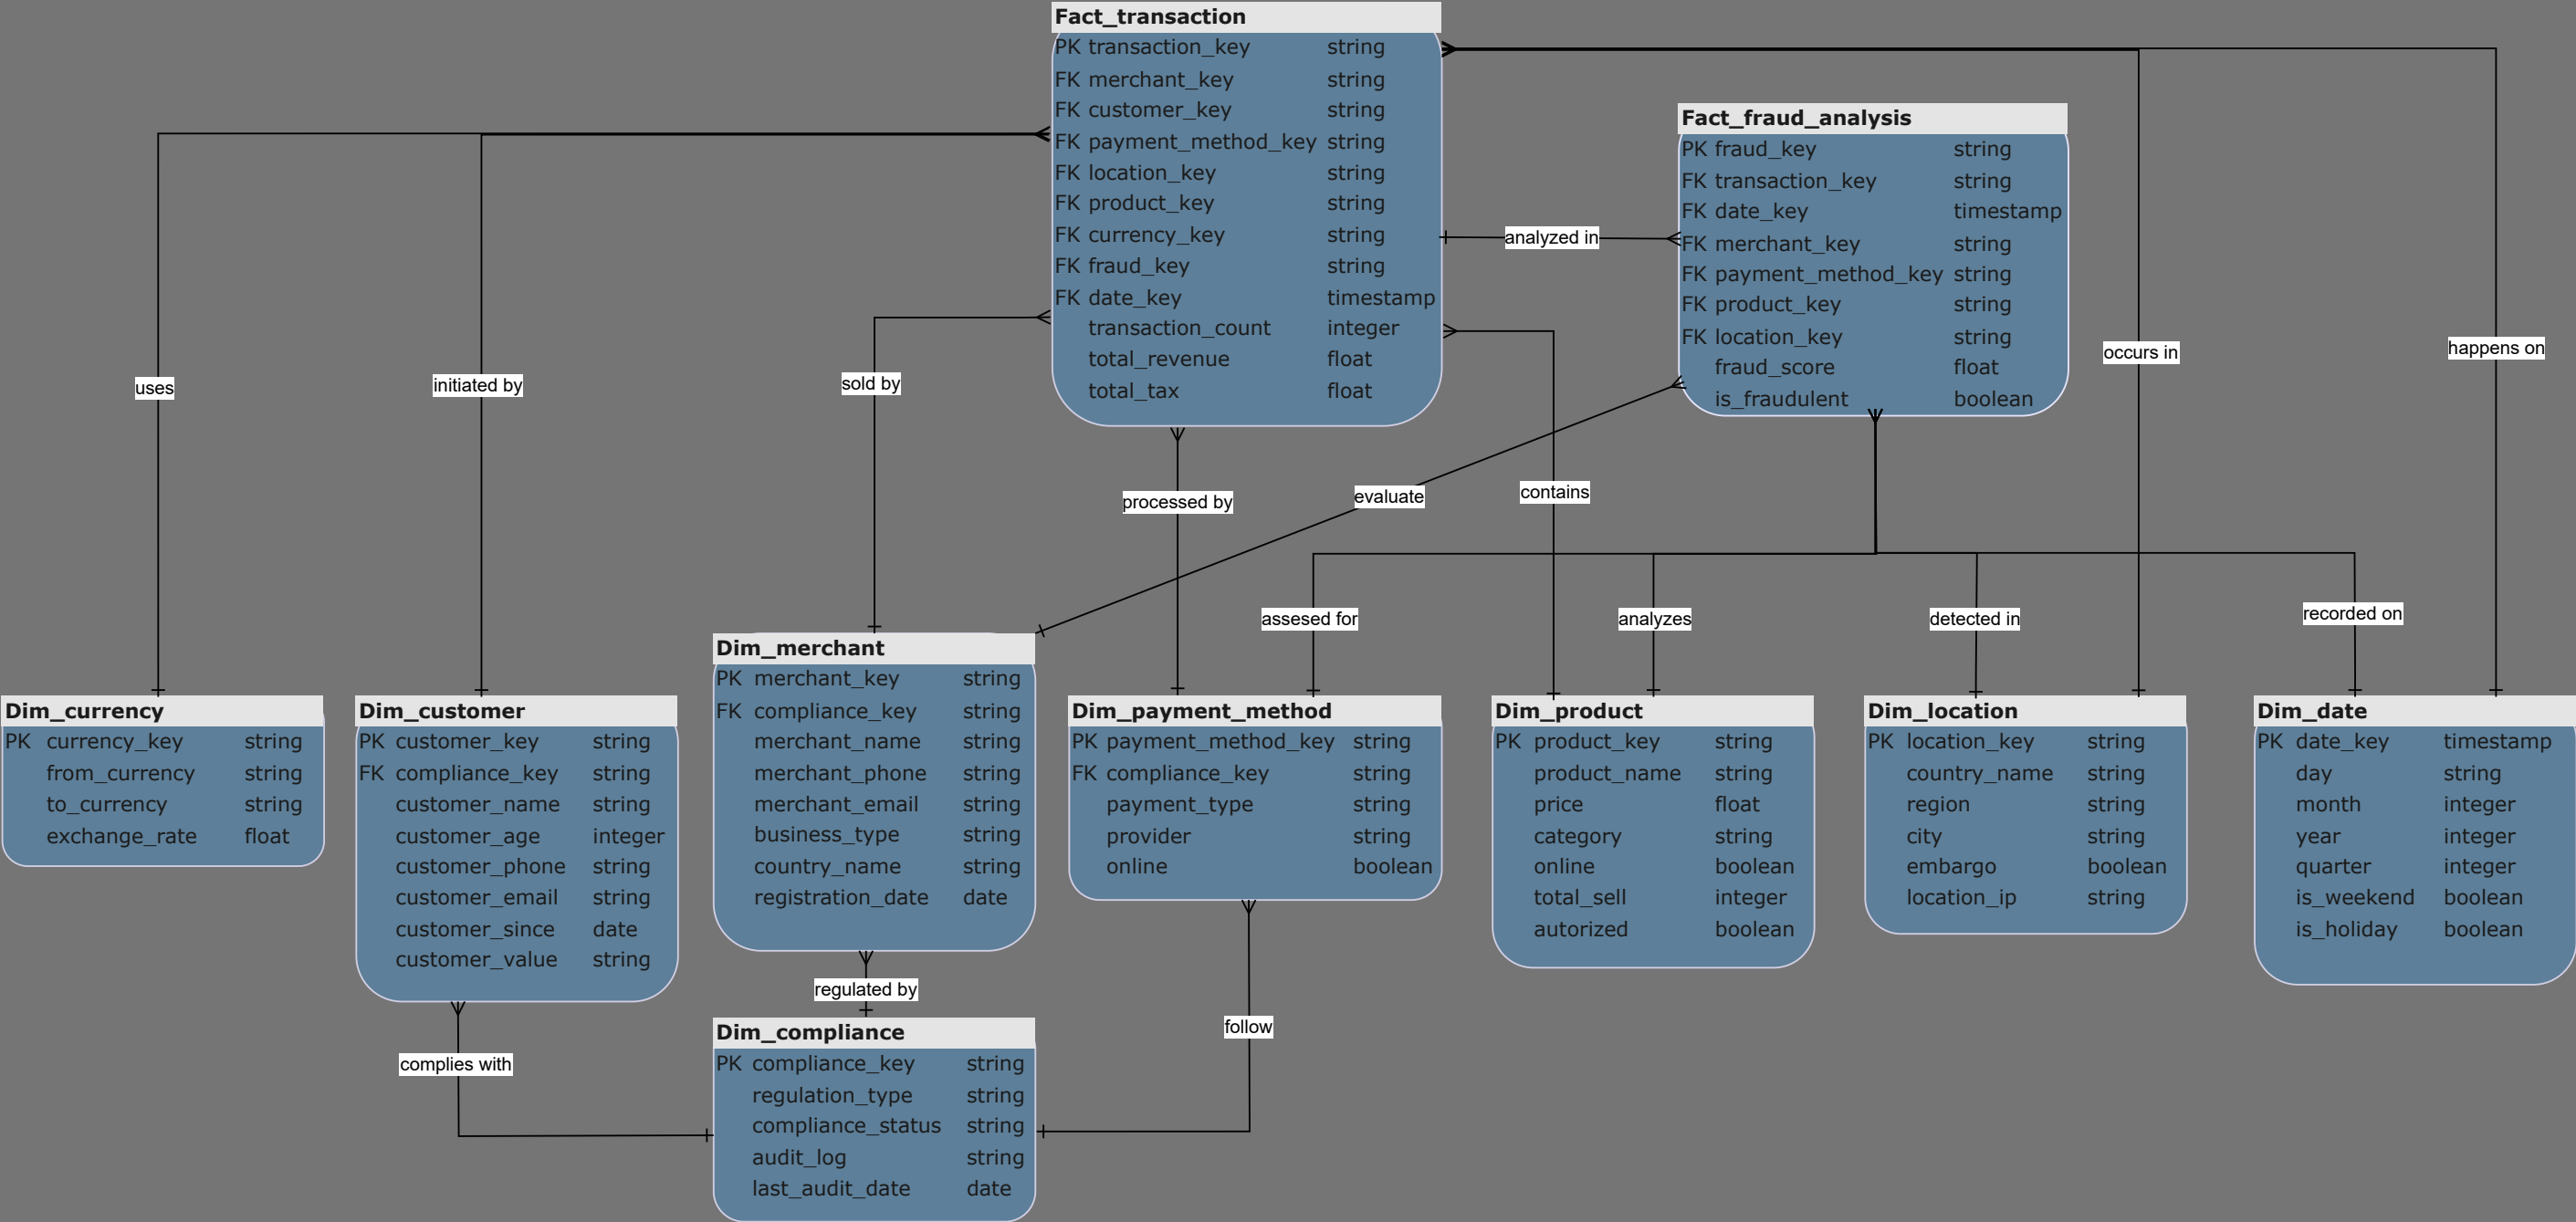 Fact_transaction
PK transaction_key string
FK merchant_key string
FK customer_key string
FK payment_method_key string
FK location_key string
FK product_key string
FK currency_key string
FK fraud_key string
FK date_key timestamp
transaction_count integer
total_revenue float
total_tax float
Fact_fraud_analysis
PK fraud_key string
FK transaction_key string
FK date_key timestamp
FK merchant_key string
FK payment_method_key string
FK product_key string
FK location_key string
fraud_score float
is_fraudulent boolean
analyzed in
uses
initiated by
sold by
processed by
evaluate
contains
occurs in
happens on
assesed for
analyzes
detected in
recorded on
Dim_currency
PK currency_key string
from_currency string
to_currency string
exchange_rate float
Dim_customer
PK customer_key string
FK compliance_key string
customer_name string
customer_age integer
customer_phone string
customer_email string
customer_since date
customer_value string
Dim_merchant
PK merchant_key string
FK compliance_key string
merchant_name string
merchant_phone string
merchant_email string
business_type string
country_name string
registration_date date
Dim_payment_method
PK payment_method_key string
FK compliance_key string
payment_type string
provider string
online boolean
Dim_product
PK product_key string
product_name string
price float
category string
online boolean
total_sell integer
autorized boolean
Dim_location
PK location_key string
country_name string
region string
city string
embargo boolean
location_ip string
Dim_date
PK date_key timestamp
day string
month integer
year integer
quarter integer
is_weekend boolean
is_holiday boolean
complies with
regulated by
follow
Dim_compliance
PK compliance_key string
regulation_type string
compliance_status string
audit_log string
last_audit_date date